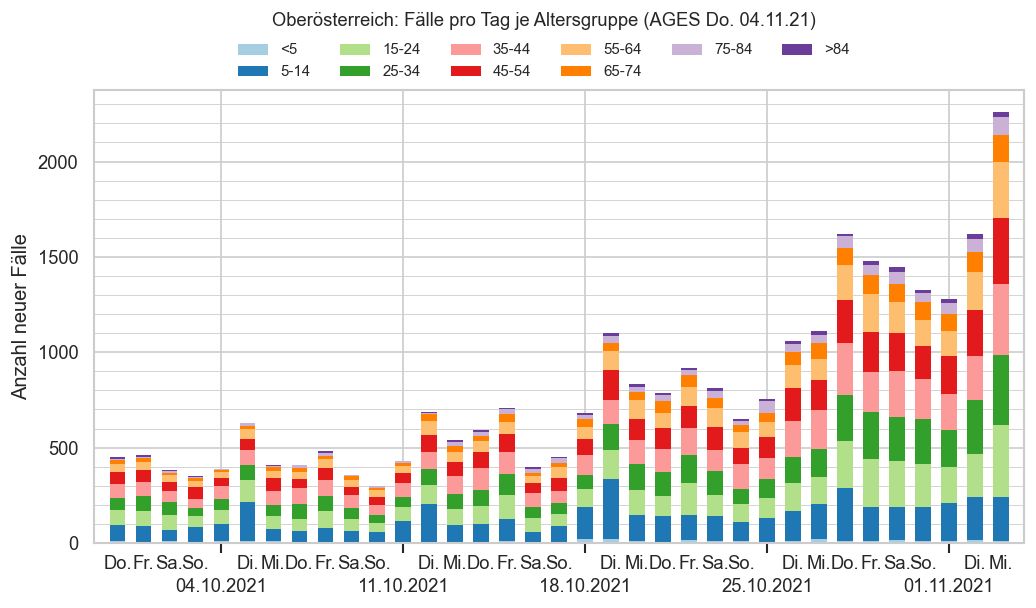 Oberösterreich: Fälle pro Tag je Altersgruppe (AGES Do. 04.11.21)
<5 15-24 35-44 55-64 75-84 >84
5-14 25-34 45-54 65-74
Anzahl neuer Fälle
2000
1500
1000
500
0
Do. Fr. Sa. So. Di. Mi. Do. Fr. Sa. So. Di. Mi. Do. Fr. Sa. So. Di. Mi. Do. Fr. Sa. So. Di. Mi. Do. Fr. Sa. So. Di. Mi.
04.10.2021 11.10.2021 18.10.2021 25.10.2021 01.11.2021